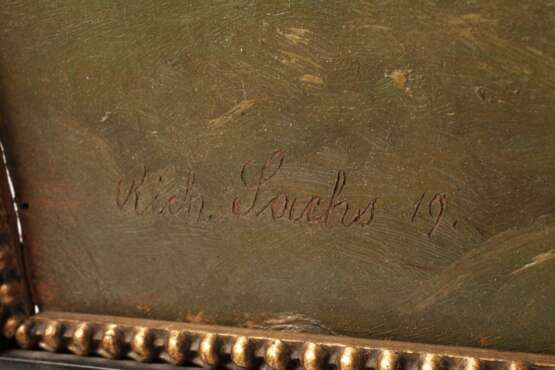 Rich. Sachs 19.